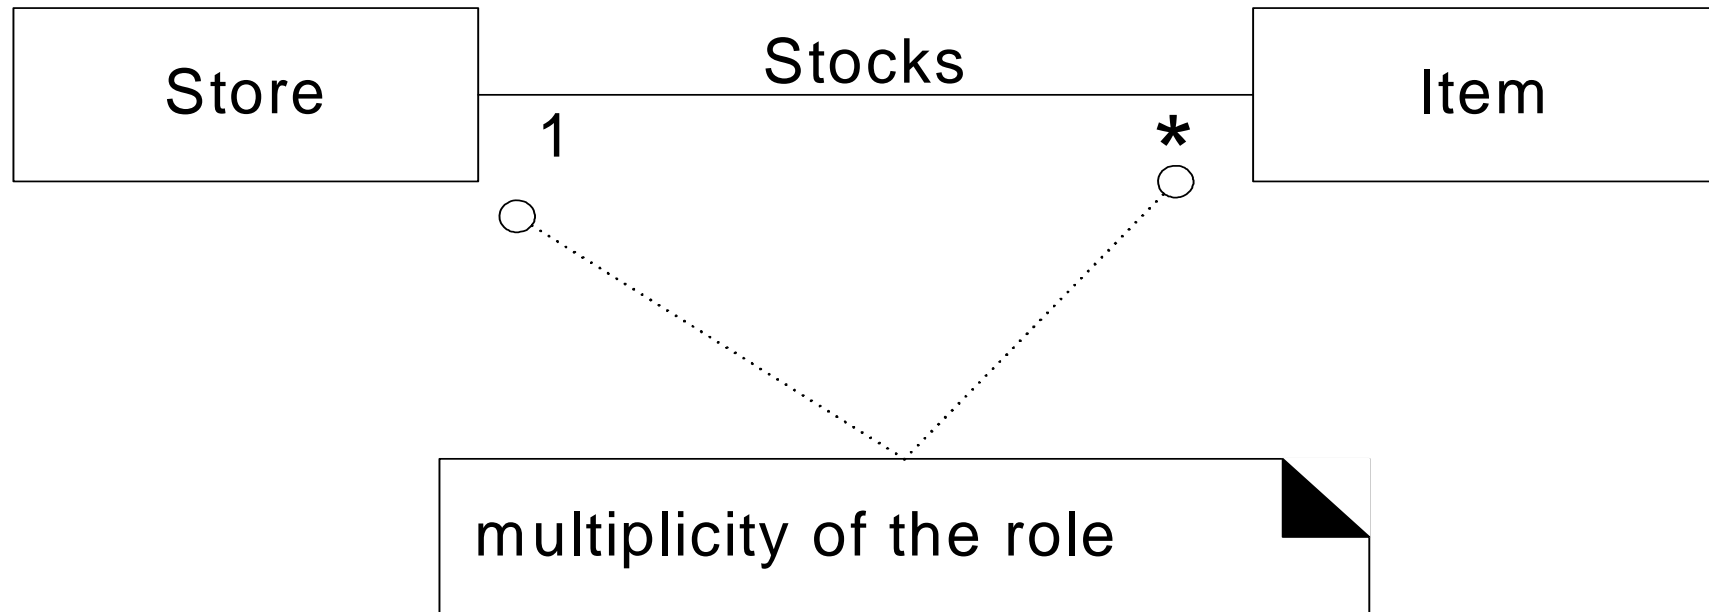 Stocks
Store
Item
1
*
multiplicity of the role